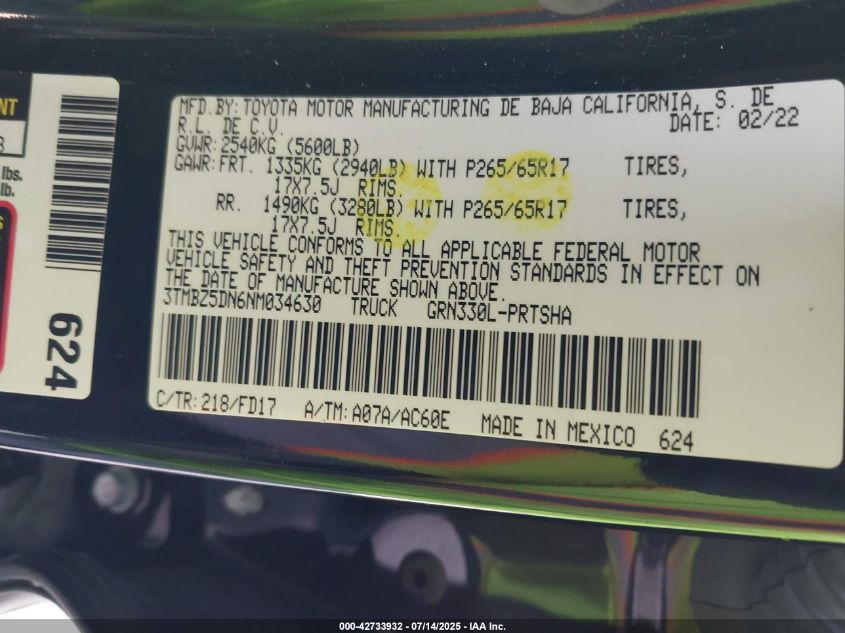 NT
lbs.
lb.
S
624
MFD.BY: TOYOTA MOTOR MANUFACTURING DE BAJA CALIFORNIA, S. DE
R.L. DE C.V. DATE: 02/22
GVWR: 2540KG (5600LB)
GAWR: FRT. 1335KG (2940LB) WITH P265/65R17 TIRES,
17X7.5J RIMS.
RR. 1490KG (3280LB) WITH P265/65R17 TIRES,
17X7.5J RIMS.
THIS VEHICLE CONFORMS TO ALL APPLICABLE FEDERAL MOTOR
VEHICLE SAFETY AND THEFT PREVENTION STANDARDS IN EFFECT ON
THE DATE OF MANUFACTURE SHOWN ABOVE.
3TMBZ5DN6NM034630 TRUCK GRN330L-PRTSHA
C/TR: 218/FD17 A/TM: A07A/AC60E MADE IN MEXICO 624
000-42733932 - 07/14/2025 - IAA Inc.